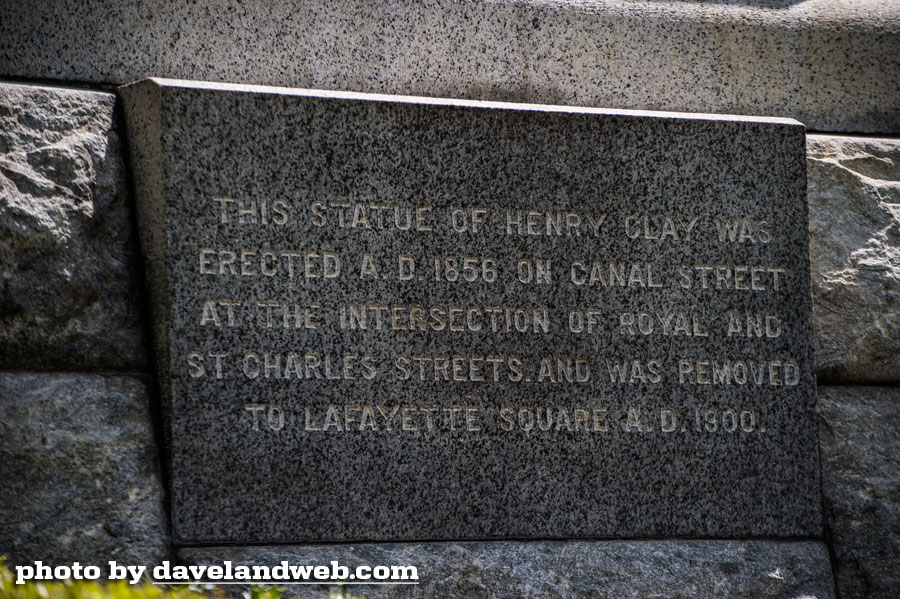 THIS STATUE OF HENRY CLAY WAS
ERECTED A.D. 1856 ON CANAL STREET
AT THE INTERSECTION OF ROYAL AND
ST CHARLES STREETS. AND WAS REMOVED
TO LAFAYETTE SQUARE A.D. 1900.
photo by davelandweb.com